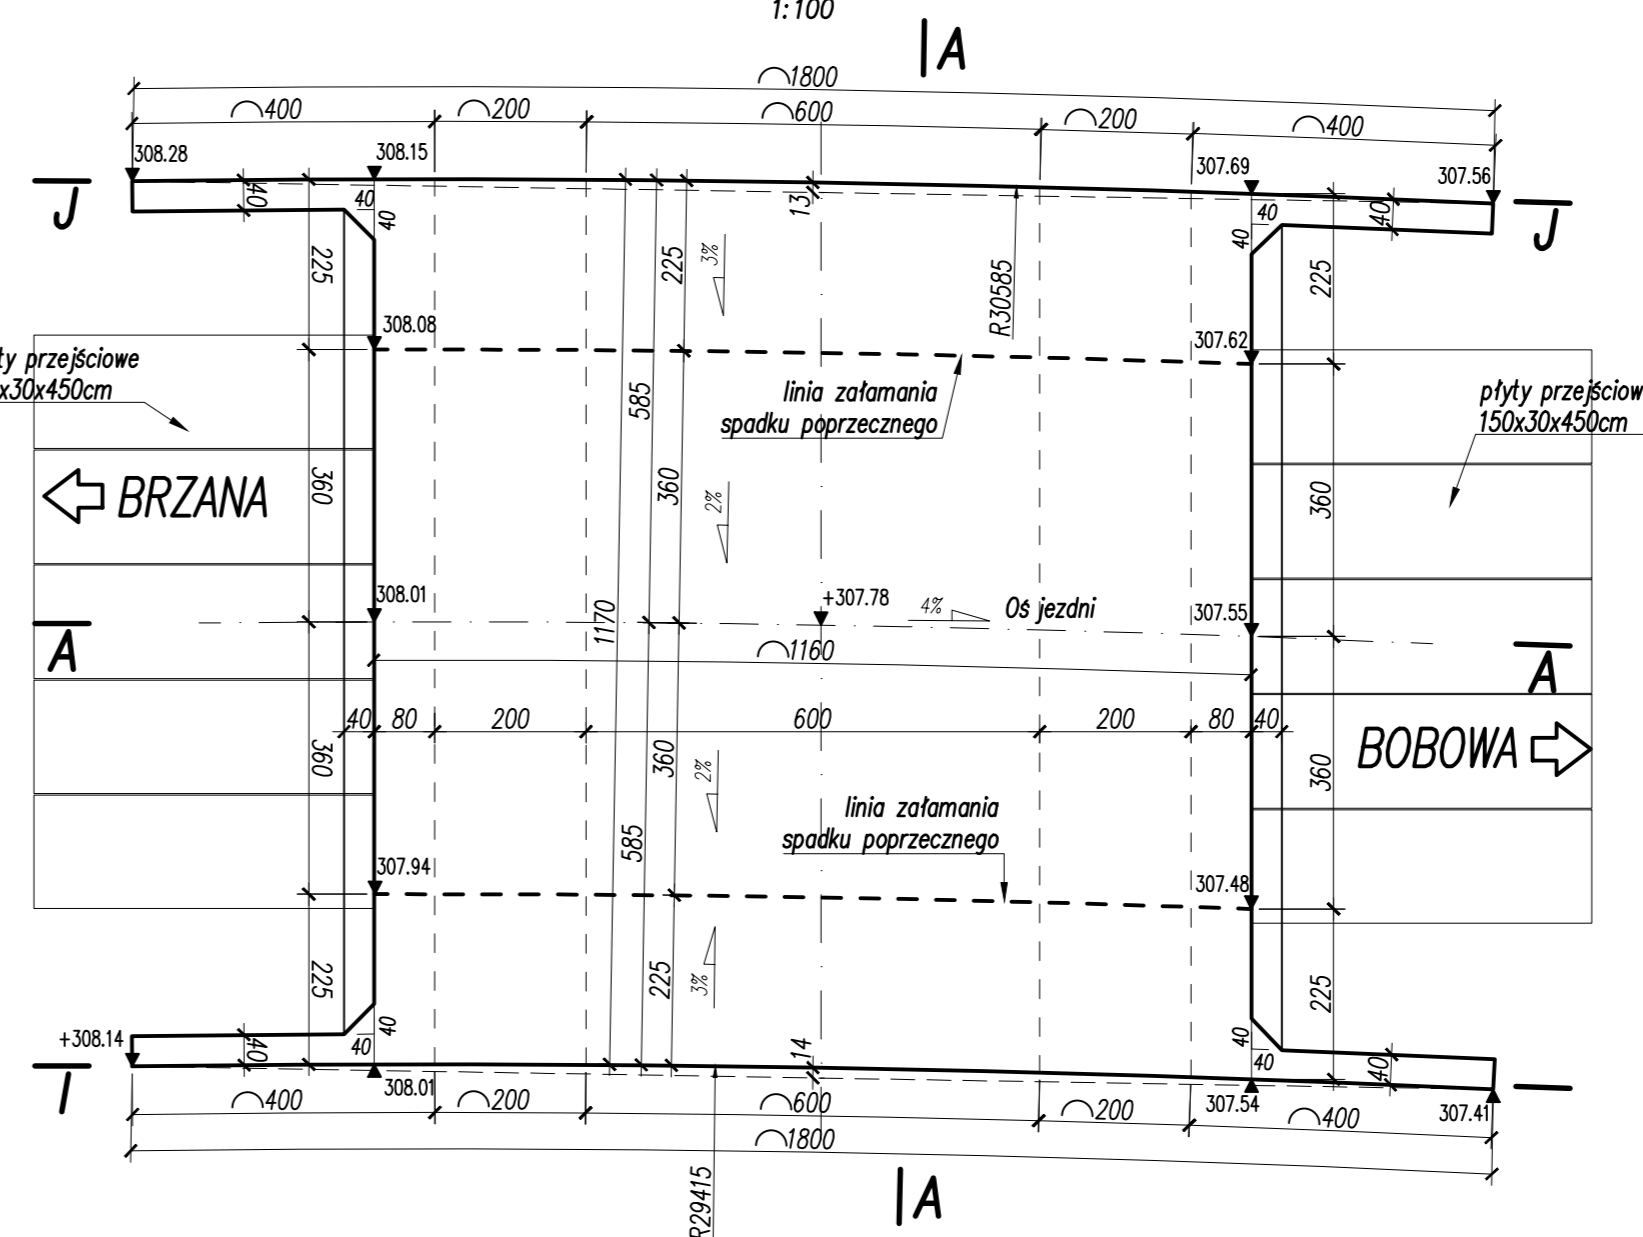 1:100
A
⌒1800
⌒400 ⌒200 ⌒600 ⌒200 ⌒400
308.28 308.15 307.69 307.56
J 40 40 40 13 40 40 40 J
225 225 3% R30585 225
308.08 307.62
przejściowe
x30x450cm
linia załamania
spadku poprzecznego
płyty
150x30x450cm
585
BRZANA
360 360 2% 360
308.01 +307.78 4% Oś jezdni 307.55
1170
A ⌒1160 A
40 80 200 600 200 80 40
BOBOWA
360 360 2% 360
linia załamania
spadku poprzecznego
585
307.94 307.48
225 225 3% 225
+308.14 40 40 40 14 40 40 40
I 308.01 307.54 307.41
⌒400 ⌒200 ⌒600 ⌒200 ⌒400
⌒1800
R29415
A